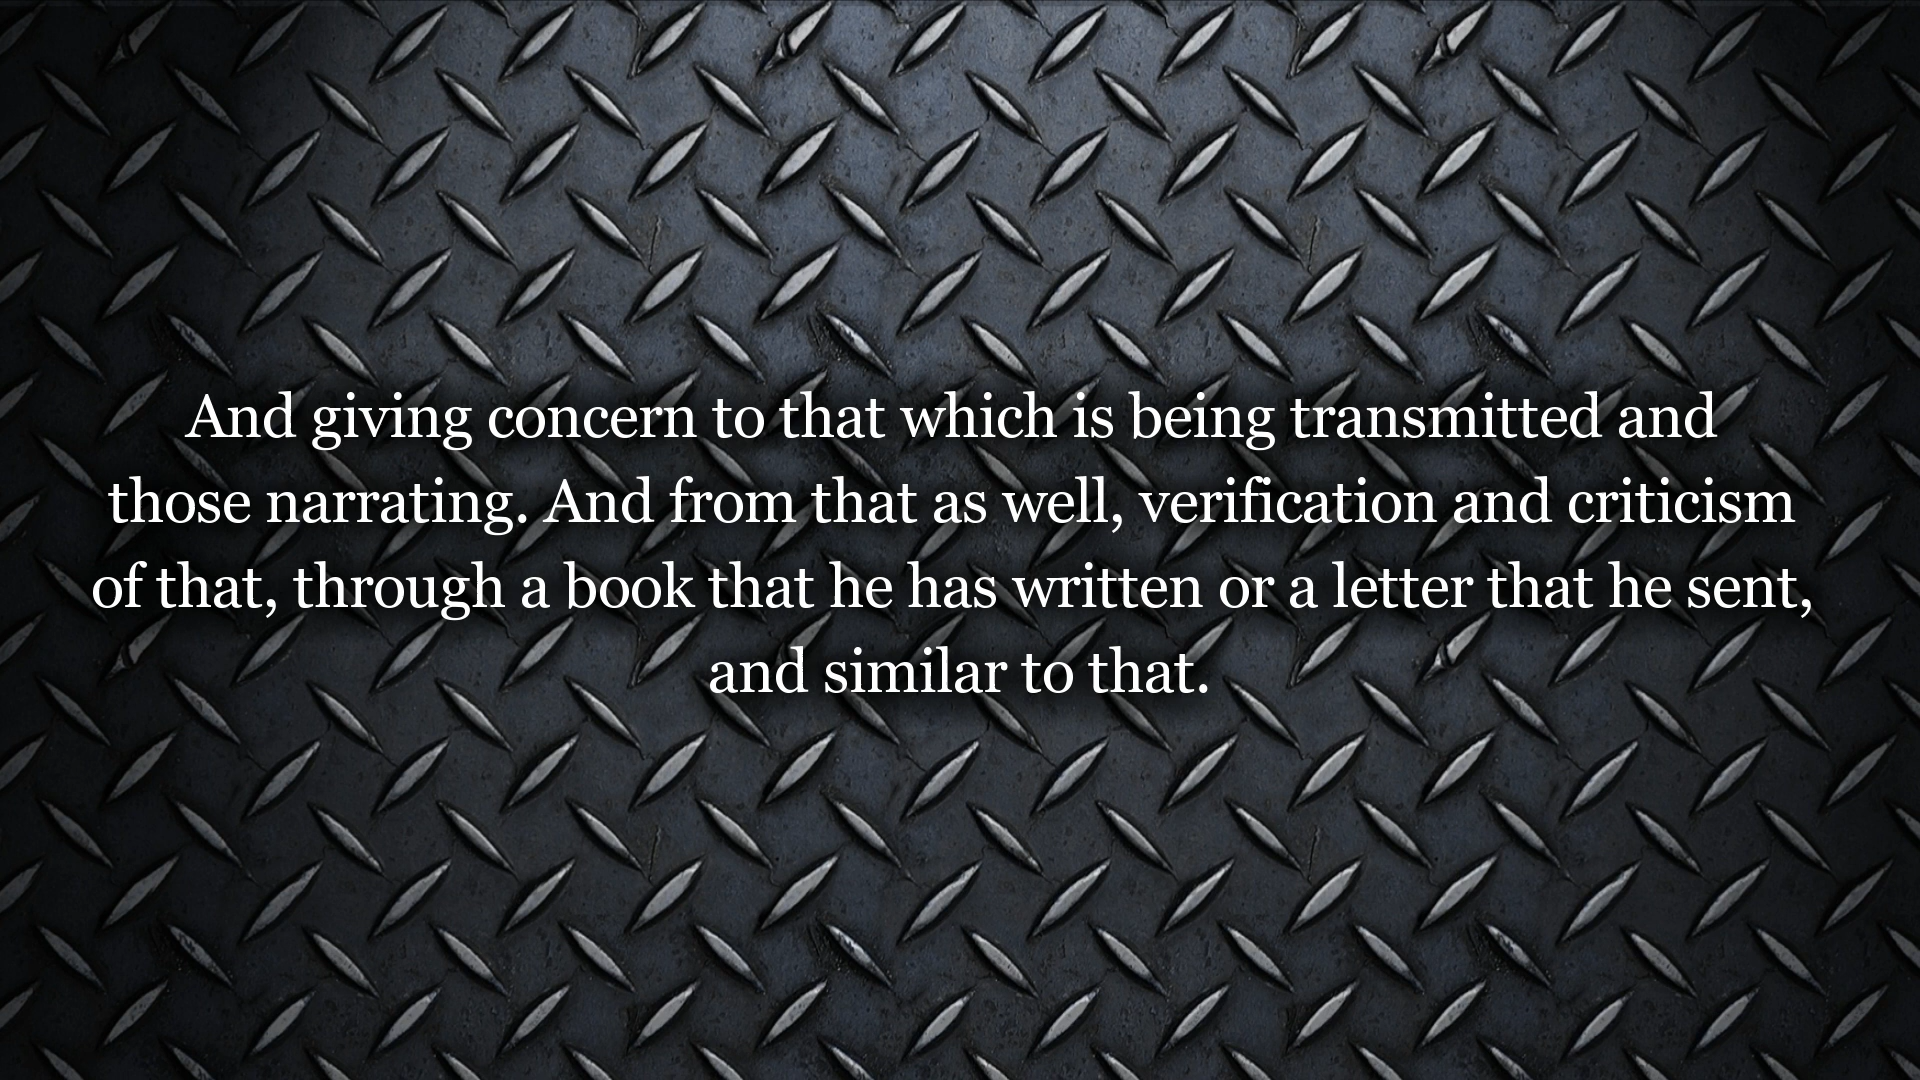 And giving concern to that which is being transmitted and
those narrating. And from that as well, verification and criticism
of that, through a book that he has written or a letter that he sent,
and similar to that.